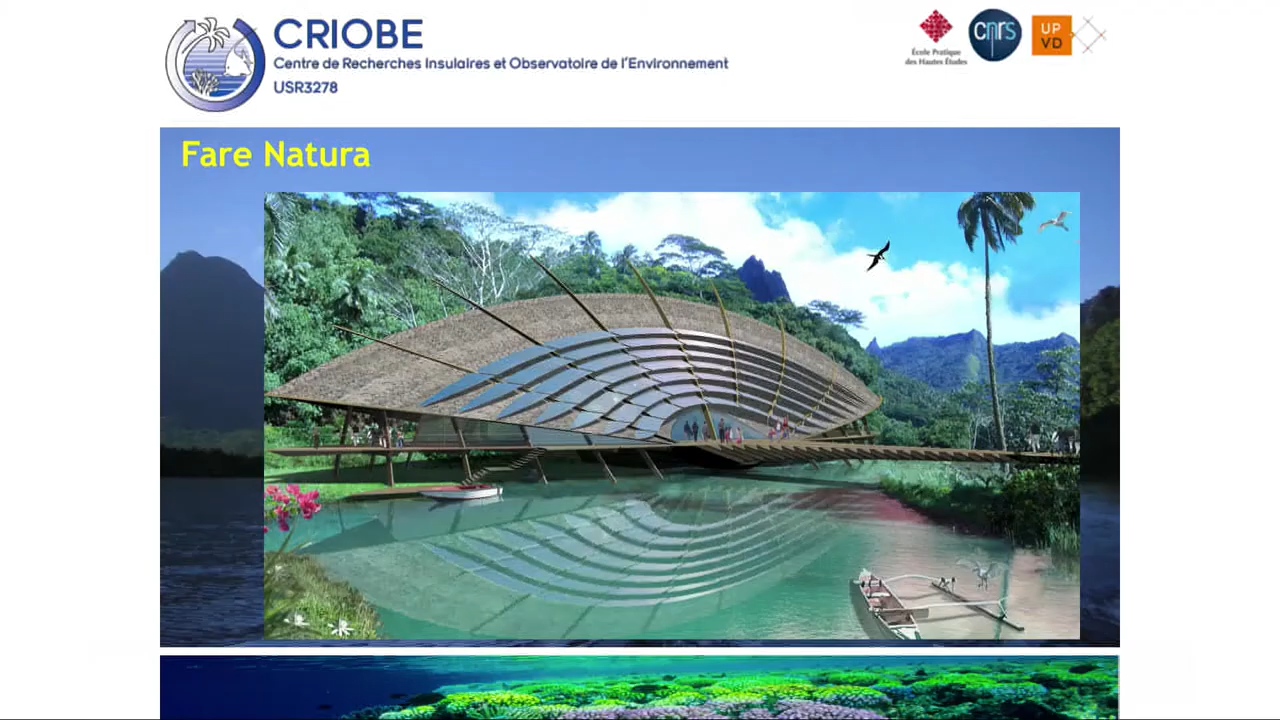 CRIOBE
Centre de Recherches Insulaires et Observatoire de l'Environnement
USR3278
École Pratique
des Hautes Études
cnrs
UP
VD
Fare Natura